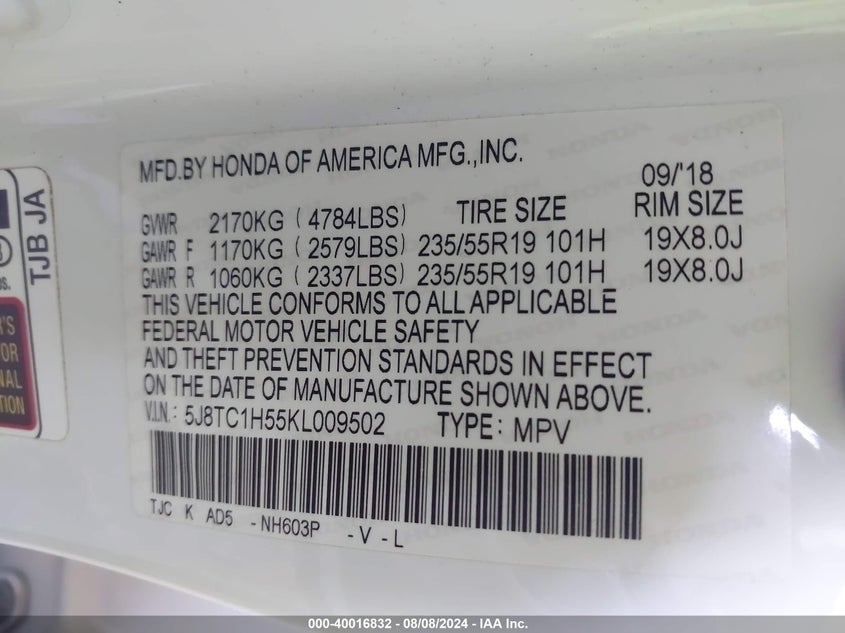 MFD.BY HONDA OF AMERICA MFG.,INC.
09/'18
GVWR 2170KG (4784LBS) TIRE SIZE RIM SIZE
GAWR F 1170KG (2579LBS) 235/55R19 101H 19X8.0J
GAWR R 1060KG (2337LBS) 235/55R19 101H 19X8.0J
THIS VEHICLE CONFORMS TO ALL APPLICABLE
FEDERAL MOTOR VEHICLE SAFETY
AND THEFT PREVENTION STANDARDS IN EFFECT
ON THE DATE OF MANUFACTURE SHOWN ABOVE.
V.I.N.: 5J8TC1H55KL009502 TYPE: MPV
TJC K AD5 -NH603P -V -L
TJB JA
000-40016832 - 08/08/2024 - IAA Inc.